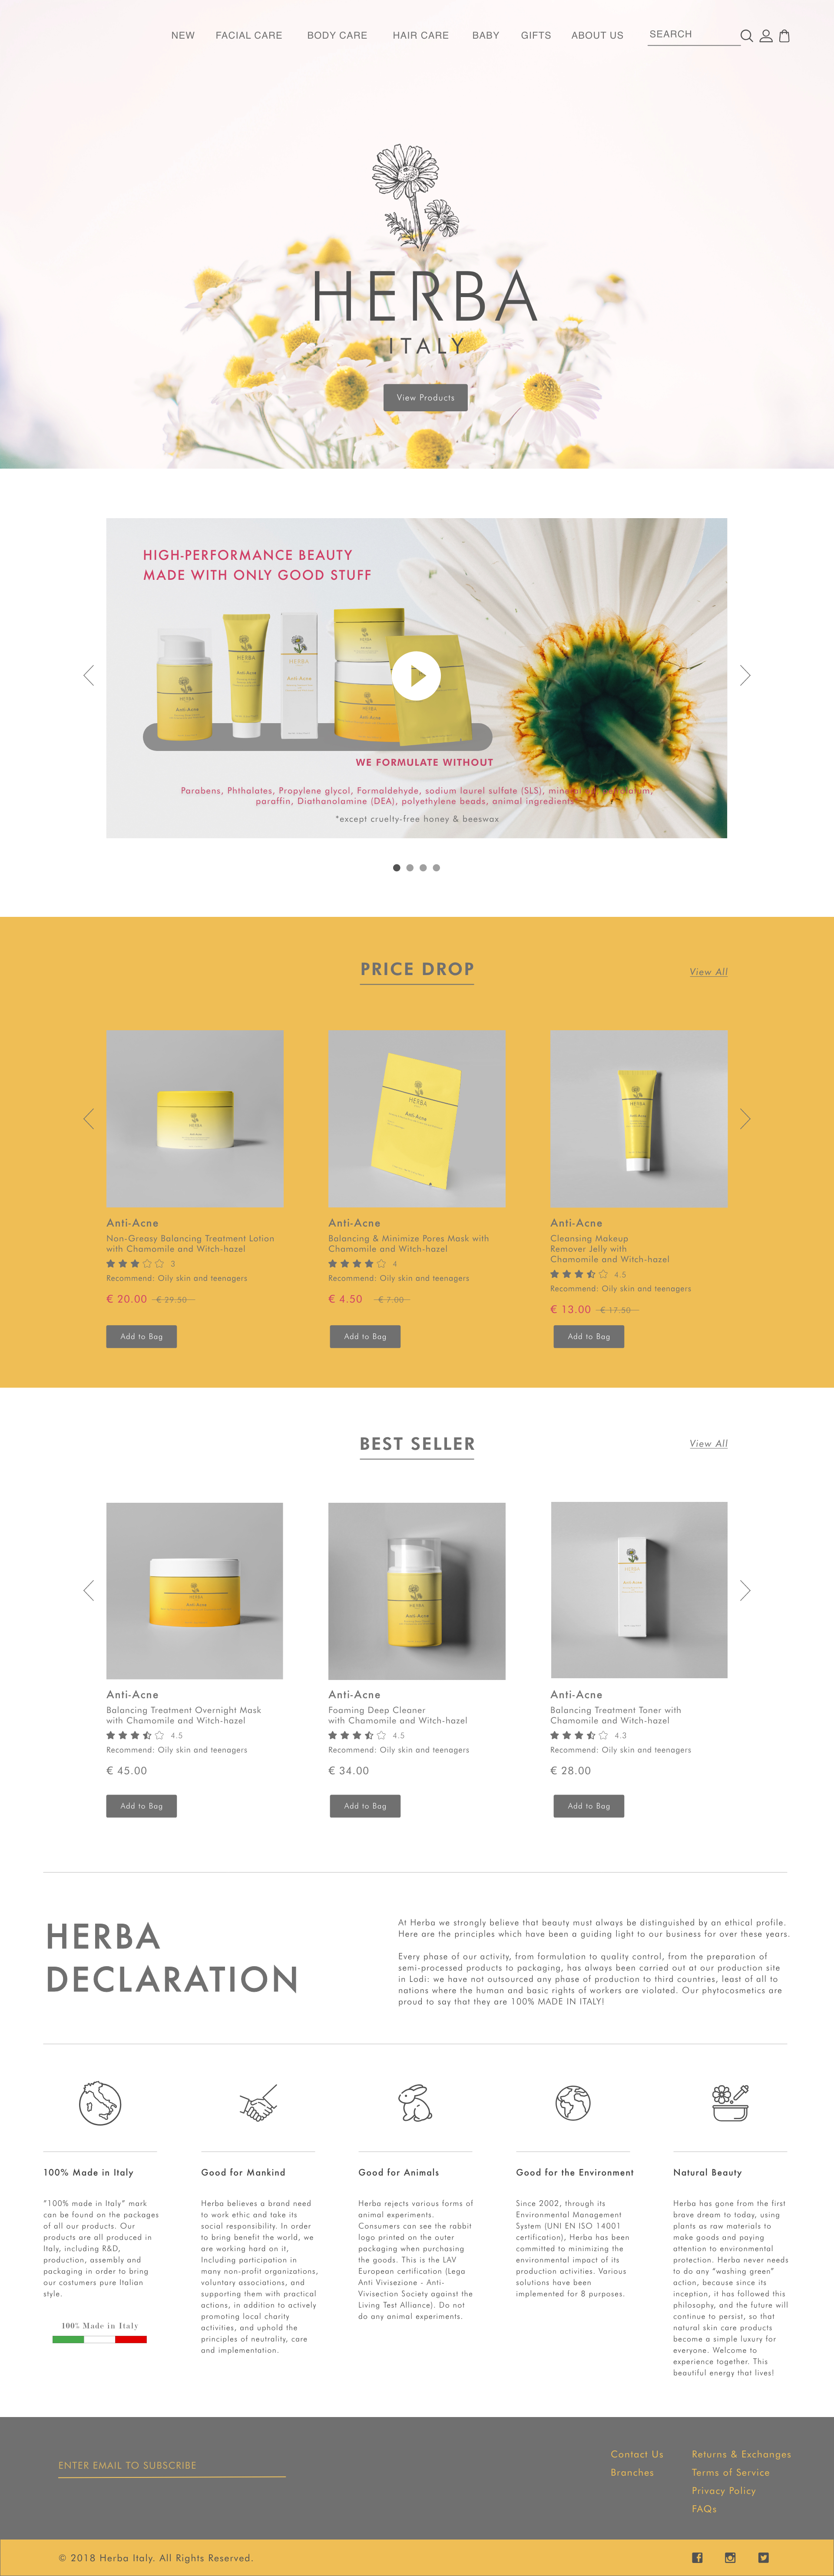 NEW FACIAL CARE BODY CARE HAIR CARE BABY GIFTS ABOUT US SEARCH
HERBA
ITALY
View Products
HIGH-PERFORMANCE BEAUTY
MADE WITH ONLY GOOD STUFF
HERBA
Anti-Acne
HERBA
Anti-Acne
HERBA
Anti-Acne
WE FORMULATE WITHOUT
Parabens, Phthalates, Propylene glycol, Formaldehyde, sodium laurel sulfate (SLS),
paraffin, Diathanolamine (DEA), polyethylene beads, animal ingredients
*except cruelty-free honey & beeswax
PRICE DROP
View All
HERBA
HERBA
Anti-Acne
HERBA
Anti-Acne
Anti-Acne
Non-Greasy Balancing Treatment Lotion
with Chamomile and Witch-hazel
3
Recommend: Oily skin and teenagers
€ 20.00 € 29.50
Add to Bag
Anti-Acne
Balancing & Minimize Pores Mask with
Chamomile and Witch-hazel
4
Recommend: Oily skin and teenagers
€ 4.50 € 7.00
Add to Bag
Anti-Acne
Cleansing Makeup
Remover Jelly with
Chamomile and Witch-hazel
4.5
Recommend: Oily skin and teenagers
€ 13.00 € 17.50
Add to Bag
BEST SELLER
View All
HERBA
Anti-Acne
HERBA
Anti-Acne
HERBA
Anti-Acne
Anti-Acne
Balancing Treatment Overnight Mask
with Chamomile and Witch-hazel
4.5
Recommend: Oily skin and teenagers
€ 45.00
Add to Bag
Anti-Acne
Foaming Deep Cleaner
with Chamomile and Witch-hazel
4.5
Recommend: Oily skin and teenagers
€ 34.00
Add to Bag
Anti-Acne
Balancing Treatment Toner with
Chamomile and Witch-hazel
4.3
Recommend: Oily skin and teenagers
€ 28.00
Add to Bag
HERBA
DECLARATION
At Herba we strongly believe that beauty must always be distinguished by an ethical profile.
Here are the principles which have been a guiding light to our business for over these years.
Every phase of our activity, from formulation to quality control, from the preparation of
semi-processed products to packaging, has always been carried out at our production site
in Lodi: we have not outsourced any phase of production to third countries, least of all to
nations where the human and basic rights of workers are violated. Our phytocosmetics are
proud to say that they are 100% MADE IN ITALY!
100% Made in Italy
"100% made in Italy" mark
can be found on the packages
of all our products. Our
products are all produced in
Italy, including R&D,
production, assembly and
packaging in order to bring
our costumers pure Italian
style.
100% Made in Italy
Good for Mankind
Herba believes a brand need
to work ethic and take its
social responsibility. In order
to bring benefit the world, we
are working hard on it,
Including participation in
many non-profit organizations,
voluntary associations, and
supporting them with practical
actions, in addition to actively
promoting local charity
activities, and uphold the
principles of neutrality, care
and implementation.
Good for Animals
Herba rejects various forms of
animal experiments.
Consumers can see the rabbit
logo printed on the outer
packaging when purchasing
the goods. This is the LAV
European certification (Lega
Anti Vivisezione - Anti-
Vivisection Society against the
Living Test Alliance). Do not
do any animal experiments.
Good for the Environment
Since 2002, through its
Environmental Management
System (UNI EN ISO 14001
certification), Herba has been
committed to minimizing the
environmental impact of its
production activities. Various
solutions have been
implemented for 8 purposes.
Natural Beauty
Herba has gone from the first
brave dream to today, using
plants as raw materials to
make goods and paying
attention to environmental
protection. Herba never needs
to do any "washing green"
action, because since its
inception, it has followed this
philosophy, and the future will
continue to persist, so that
natural skin care products
become a simple luxury for
everyone. Welcome to
experience together. This
beautiful energy that lives!
ENTER EMAIL TO SUBSCRIBE
Contact Us
Branches
Returns & Exchanges
Terms of Service
Privacy Policy
FAQs
© 2018 Herba Italy. All Rights Reserved.